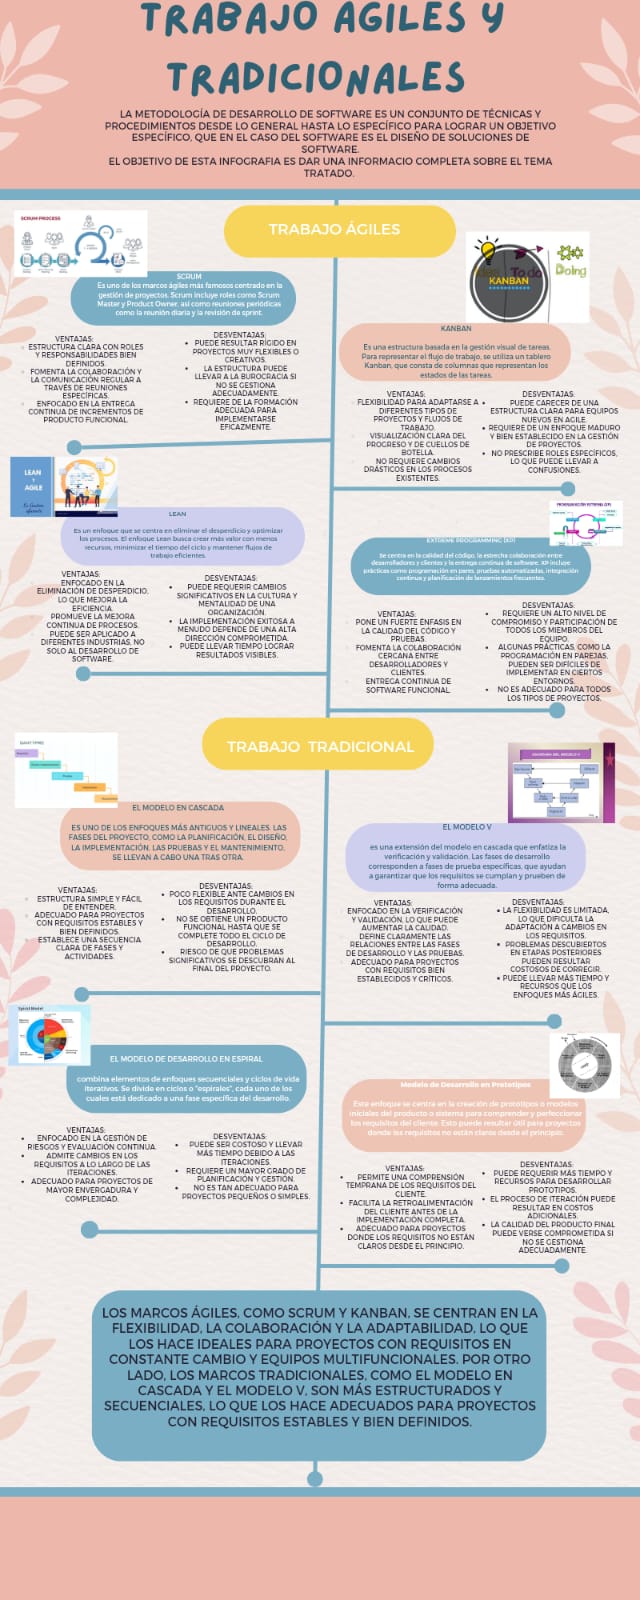 TRABAJO ÁGILES Y
TRADICIONALES
LA METODOLOGÍA DE DESARROLLO DE SOFTWARE ES UN CONJUNTO DE TÉCNICAS Y
PROCEDIMIENTOS DESDE LO GENERAL HASTA LO ESPECÍFICO PARA LOGRAR UN OBJETIVO
ESPECÍFICO, QUE EN EL CASO DEL SOFTWARE ES EL DISEÑO DE SOLUCIONES DE
SOFTWARE.
EL OBJETIVO DE ESTA INFOGRAFIA ES DAR UNA INFORMACIO COMPLETA SOBRE EL TEMA
TRATADO.
TRABAJO ÁGILES
SCRUM PROCESS
SCRUM
Es uno de los marcos ágiles más famosos centrado en la
gestión de proyectos. Scrum incluye roles como Scrum
Master y Product Owner, así como reuniones periódicas
como la reunión diaria y la revisión de sprint.
VENTAJAS:
ESTRUCTURA CLARA CON ROLES
Y RESPONSABILIDADES BIEN
DEFINIDOS.
FOMENTA LA COLABORACIÓN Y
LA COMUNICACIÓN REGULAR A
TRAVÉS DE REUNIONES
ESPECÍFICAS.
ENFOCADO EN LA ENTREGA
CONTINUA DE INCREMENTOS DE
PRODUCTO FUNCIONAL.
DESVENTAJAS:
PUEDE RESULTAR RÍGIDO EN
PROYECTOS MUY FLEXIBLES O
CREATIVOS.
LA ESTRUCTURA PUEDE
LLEVAR A LA BUROCRACIA SI
NO SE GESTIONA
ADECUADAMENTE.
REQUIERE DE LA FORMACIÓN
ADECUADA PARA
IMPLEMENTARSE
EFICAZMENTE.
To do
Doing
KANBAN
KANBAN
Es una estructura basada en la gestión visual de tareas.
Para representar el flujo de trabajo, se utiliza un tablero
Kanban, que consta de columnas que representan los
estados de las tareas.
VENTAJAS:
FLEXIBILIDAD PARA ADAPTARSE A
DIFERENTES TIPOS DE
PROYECTOS Y FLUJOS DE
TRABAJO.
VISUALIZACIÓN CLARA DEL
PROGRESO Y DE CUELLOS DE
BOTELLA.
NO REQUIERE CAMBIOS
DRÁSTICOS EN LOS PROCESOS
EXISTENTES.
DESVENTAJAS:
PUEDE CARECER DE UNA
ESTRUCTURA CLARA PARA EQUIPOS
NUEVOS EN AGILE.
REQUIERE DE UN ENFOQUE MADURO
Y BIEN ESTABLECIDO EN LA GESTIÓN
DE PROYECTOS.
NO PRESCRIBE ROLES ESPECÍFICOS,
LO QUE PUEDE LLEVAR A
CONFUSIONES.
LEAN
Y
AGILE
LEAN
Es un enfoque que se centra en eliminar el desperdicio y optimizar
los procesos. El enfoque Lean busca crear más valor con menos
recursos, minimizar el tiempo del ciclo y mantener flujos de
trabajo eficientes.
VENTAJAS:
ENFOCADO EN LA
ELIMINACIÓN DE DESPERDICIO,
LO QUE MEJORA LA
EFICIENCIA.
PROMUEVE LA MEJORA
CONTINUA DE PROCESOS.
PUEDE SER APLICADO A
DIFERENTES INDUSTRIAS, NO
SOLO AL DESARROLLO DE
SOFTWARE.
DESVENTAJAS:
PUEDE REQUERIR CAMBIOS
SIGNIFICATIVOS EN LA CULTURA Y
MENTALIDAD DE UNA
ORGANIZACIÓN.
LA IMPLEMENTACIÓN EXITOSA A
MENUDO DEPENDE DE UNA ALTA
DIRECCIÓN COMPROMETIDA.
PUEDE LLEVAR TIEMPO LOGRAR
RESULTADOS VISIBLES.
EXTREME PROGRAMMING (XP)
Se centra en la calidad del código, la estrecha colaboración entre
desarrolladores y clientes y la entrega continua de software. XP incluye
prácticas como programación en pares, pruebas automatizadas, integración
continua y planificación de lanzamientos frecuentes.
VENTAJAS:
PONE UN FUERTE ÉNFASIS EN
LA CALIDAD DEL CÓDIGO Y
PRUEBAS.
FOMENTA LA COLABORACIÓN
CERCANA ENTRE
DESARROLLADORES Y
CLIENTES.
ENTREGA CONTINUA DE
SOFTWARE FUNCIONAL.
DESVENTAJAS:
REQUIERE UN ALTO NIVEL DE
COMPROMISO Y PARTICIPACIÓN DE
TODOS LOS MIEMBROS DEL
EQUIPO.
ALGUNAS PRÁCTICAS, COMO LA
PROGRAMACIÓN EN PAREJAS,
PUEDEN SER DIFÍCILES DE
IMPLEMENTAR EN CIERTOS
ENTORNOS.
NO ES ADECUADO PARA TODOS
LOS TIPOS DE PROYECTOS.
TRABAJO TRADICIONAL
EL MODELO EN CASCADA
ES UNO DE LOS ENFOQUES MÁS ANTIGUOS Y LINEALES. LAS
FASES DEL PROYECTO, COMO LA PLANIFICACIÓN, EL DISEÑO,
LA IMPLEMENTACIÓN, LAS PRUEBAS Y EL MANTENIMIENTO,
SE LLEVAN A CABO UNA TRAS OTRA.
VENTAJAS:
ESTRUCTURA SIMPLE Y FÁCIL
DE ENTENDER.
ADECUADO PARA PROYECTOS
CON REQUISITOS ESTABLES Y
BIEN DEFINIDOS.
ESTABLECE UNA SECUENCIA
CLARA DE FASES Y
ACTIVIDADES.
DESVENTAJAS:
POCO FLEXIBLE ANTE CAMBIOS EN
LOS REQUISITOS DURANTE EL
DESARROLLO.
NO SE OBTIENE UN PRODUCTO
FUNCIONAL HASTA QUE SE
COMPLETE TODO EL CICLO DE
DESARROLLO.
RIESGO DE QUE PROBLEMAS
SIGNIFICATIVOS SE DESCUBRAN AL
FINAL DEL PROYECTO.
EL MODELO V
es una extensión del modelo en cascada que enfatiza la
verificación y validación. Las fases de desarrollo
corresponden a fases de prueba específicas, que ayudan
a garantizar que los requisitos se cumplan y prueben de
forma adecuada.
VENTAJAS:
ENFOCADO EN LA VERIFICACIÓN
Y VALIDACIÓN, LO QUE PUEDE
AUMENTAR LA CALIDAD.
DEFINE CLARAMENTE LAS
RELACIONES ENTRE LAS FASES
DE DESARROLLO Y LAS PRUEBAS.
ADECUADO PARA PROYECTOS
CON REQUISITOS BIEN
ESTABLECIDOS Y CRÍTICOS.
DESVENTAJAS:
LA FLEXIBILIDAD ES LIMITADA,
LO QUE DIFICULTA LA
ADAPTACIÓN A CAMBIOS EN
LOS REQUISITOS.
PROBLEMAS DESCUBIERTOS
EN ETAPAS POSTERIORES
PUEDEN RESULTAR
COSTOSOS DE CORREGIR.
PUEDE LLEVAR MÁS TIEMPO Y
RECURSOS QUE LOS
ENFOQUES MÁS ÁGILES.
Spiral Model
EL MODELO DE DESARROLLO EN ESPIRAL
combina elementos de enfoques secuenciales y ciclos de vida
iterativos. Se divide en ciclos o "espirales", cada uno de los
cuales está dedicado a una fase específica del desarrollo.
VENTAJAS:
ENFOCADO EN LA GESTIÓN DE
RIESGOS Y EVALUACIÓN CONTINUA.
ADMITE CAMBIOS EN LOS
REQUISITOS A LO LARGO DE LAS
ITERACIONES.
ADECUADO PARA PROYECTOS DE
MAYOR ENVERGADURA Y
COMPLEJIDAD.
DESVENTAJAS:
PUEDE SER COSTOSO Y LLEVAR
MÁS TIEMPO DEBIDO A LAS
ITERACIONES.
REQUIERE UN MAYOR GRADO DE
PLANIFICACIÓN Y GESTIÓN.
NO ES TAN ADECUADO PARA
PROYECTOS PEQUEÑOS O SIMPLES.
Modelo de Desarrollo en Prototipos
Este enfoque se centra en la creación de prototipos o modelos
iniciales del producto o sistema para comprender y perfeccionar
los requisitos del cliente. Esto puede resultar útil para proyectos
donde los requisitos no están claros desde el principio.
VENTAJAS:
PERMITE UNA COMPRENSIÓN
TEMPRANA DE LOS REQUISITOS DEL
CLIENTE.
FACILITA LA RETROALIMENTACIÓN
DEL CLIENTE ANTES DE LA
IMPLEMENTACIÓN COMPLETA.
ADECUADO PARA PROYECTOS
DONDE LOS REQUISITOS NO ESTÁN
CLAROS DESDE EL PRINCIPIO.
DESVENTAJAS:
PUEDE REQUERIR MÁS TIEMPO Y
RECURSOS PARA DESARROLLAR
PROTOTIPOS.
EL PROCESO DE ITERACIÓN PUEDE
RESULTAR EN COSTOS
ADICIONALES.
LA CALIDAD DEL PRODUCTO FINAL
PUEDE VERSE COMPROMETIDA SI
NO SE GESTIONA
ADECUADAMENTE.
LOS MARCOS ÁGILES, COMO SCRUM Y KANBAN, SE CENTRAN EN LA
FLEXIBILIDAD, LA COLABORACIÓN Y LA ADAPTABILIDAD, LO QUE
LOS HACE IDEALES PARA PROYECTOS CON REQUISITOS EN
CONSTANTE CAMBIO Y EQUIPOS MULTIFUNCIONALES. POR OTRO
LADO, LOS MARCOS TRADICIONALES, COMO EL MODELO EN
CASCADA Y EL MODELO V, SON MÁS ESTRUCTURADOS Y
SECUENCIALES, LO QUE LOS HACE ADECUADOS PARA PROYECTOS
CON REQUISITOS ESTABLES Y BIEN DEFINIDOS.